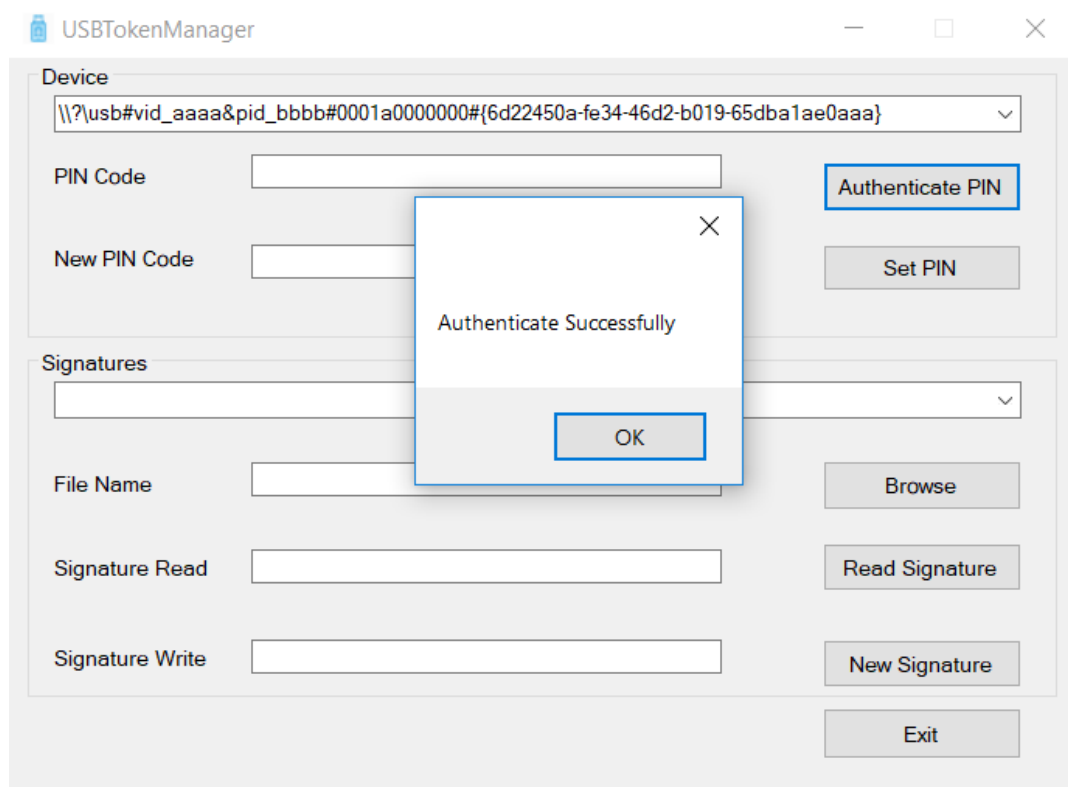 USBTokenManager
Device
\\?\usb#vid_aaaa&pid_bbbb#0001a0000000#{6d22450a-fe34-46d2-b019-65dba1ae0aaa}
PIN Code
Authenticate PIN
New PIN Code
Set PIN
Authenticate Successfully
OK
Signatures
File Name
Browse
Signature Read
Read Signature
Signature Write
New Signature
Exit